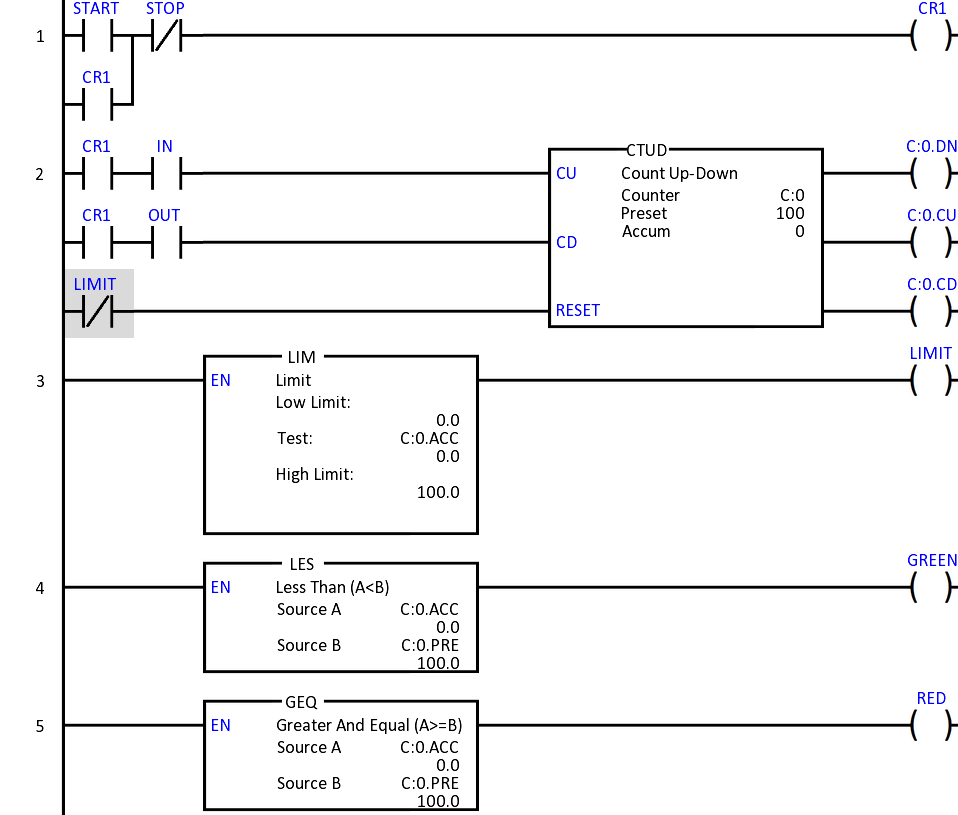 START STOP CR1
1
CR1
CR1 IN CTUD C:0.DN
2 CU Count Up-Down
Counter C:0
Preset 100
CR1 OUT Accum 0 C:0.CU
CD
LIMIT C:0.CD
RESET
LIM LIMIT
3 EN Limit
Low Limit:
0.0
Test: C:0.ACC
0.0
High Limit:
100.0
LES GREEN
4 EN Less Than (A<B)
Source A C:0.ACC
0.0
Source B C:0.PRE
100.0
GEQ RED
5 EN Greater And Equal (A>=B)
Source A C:0.ACC
0.0
Source B C:0.PRE
100.0